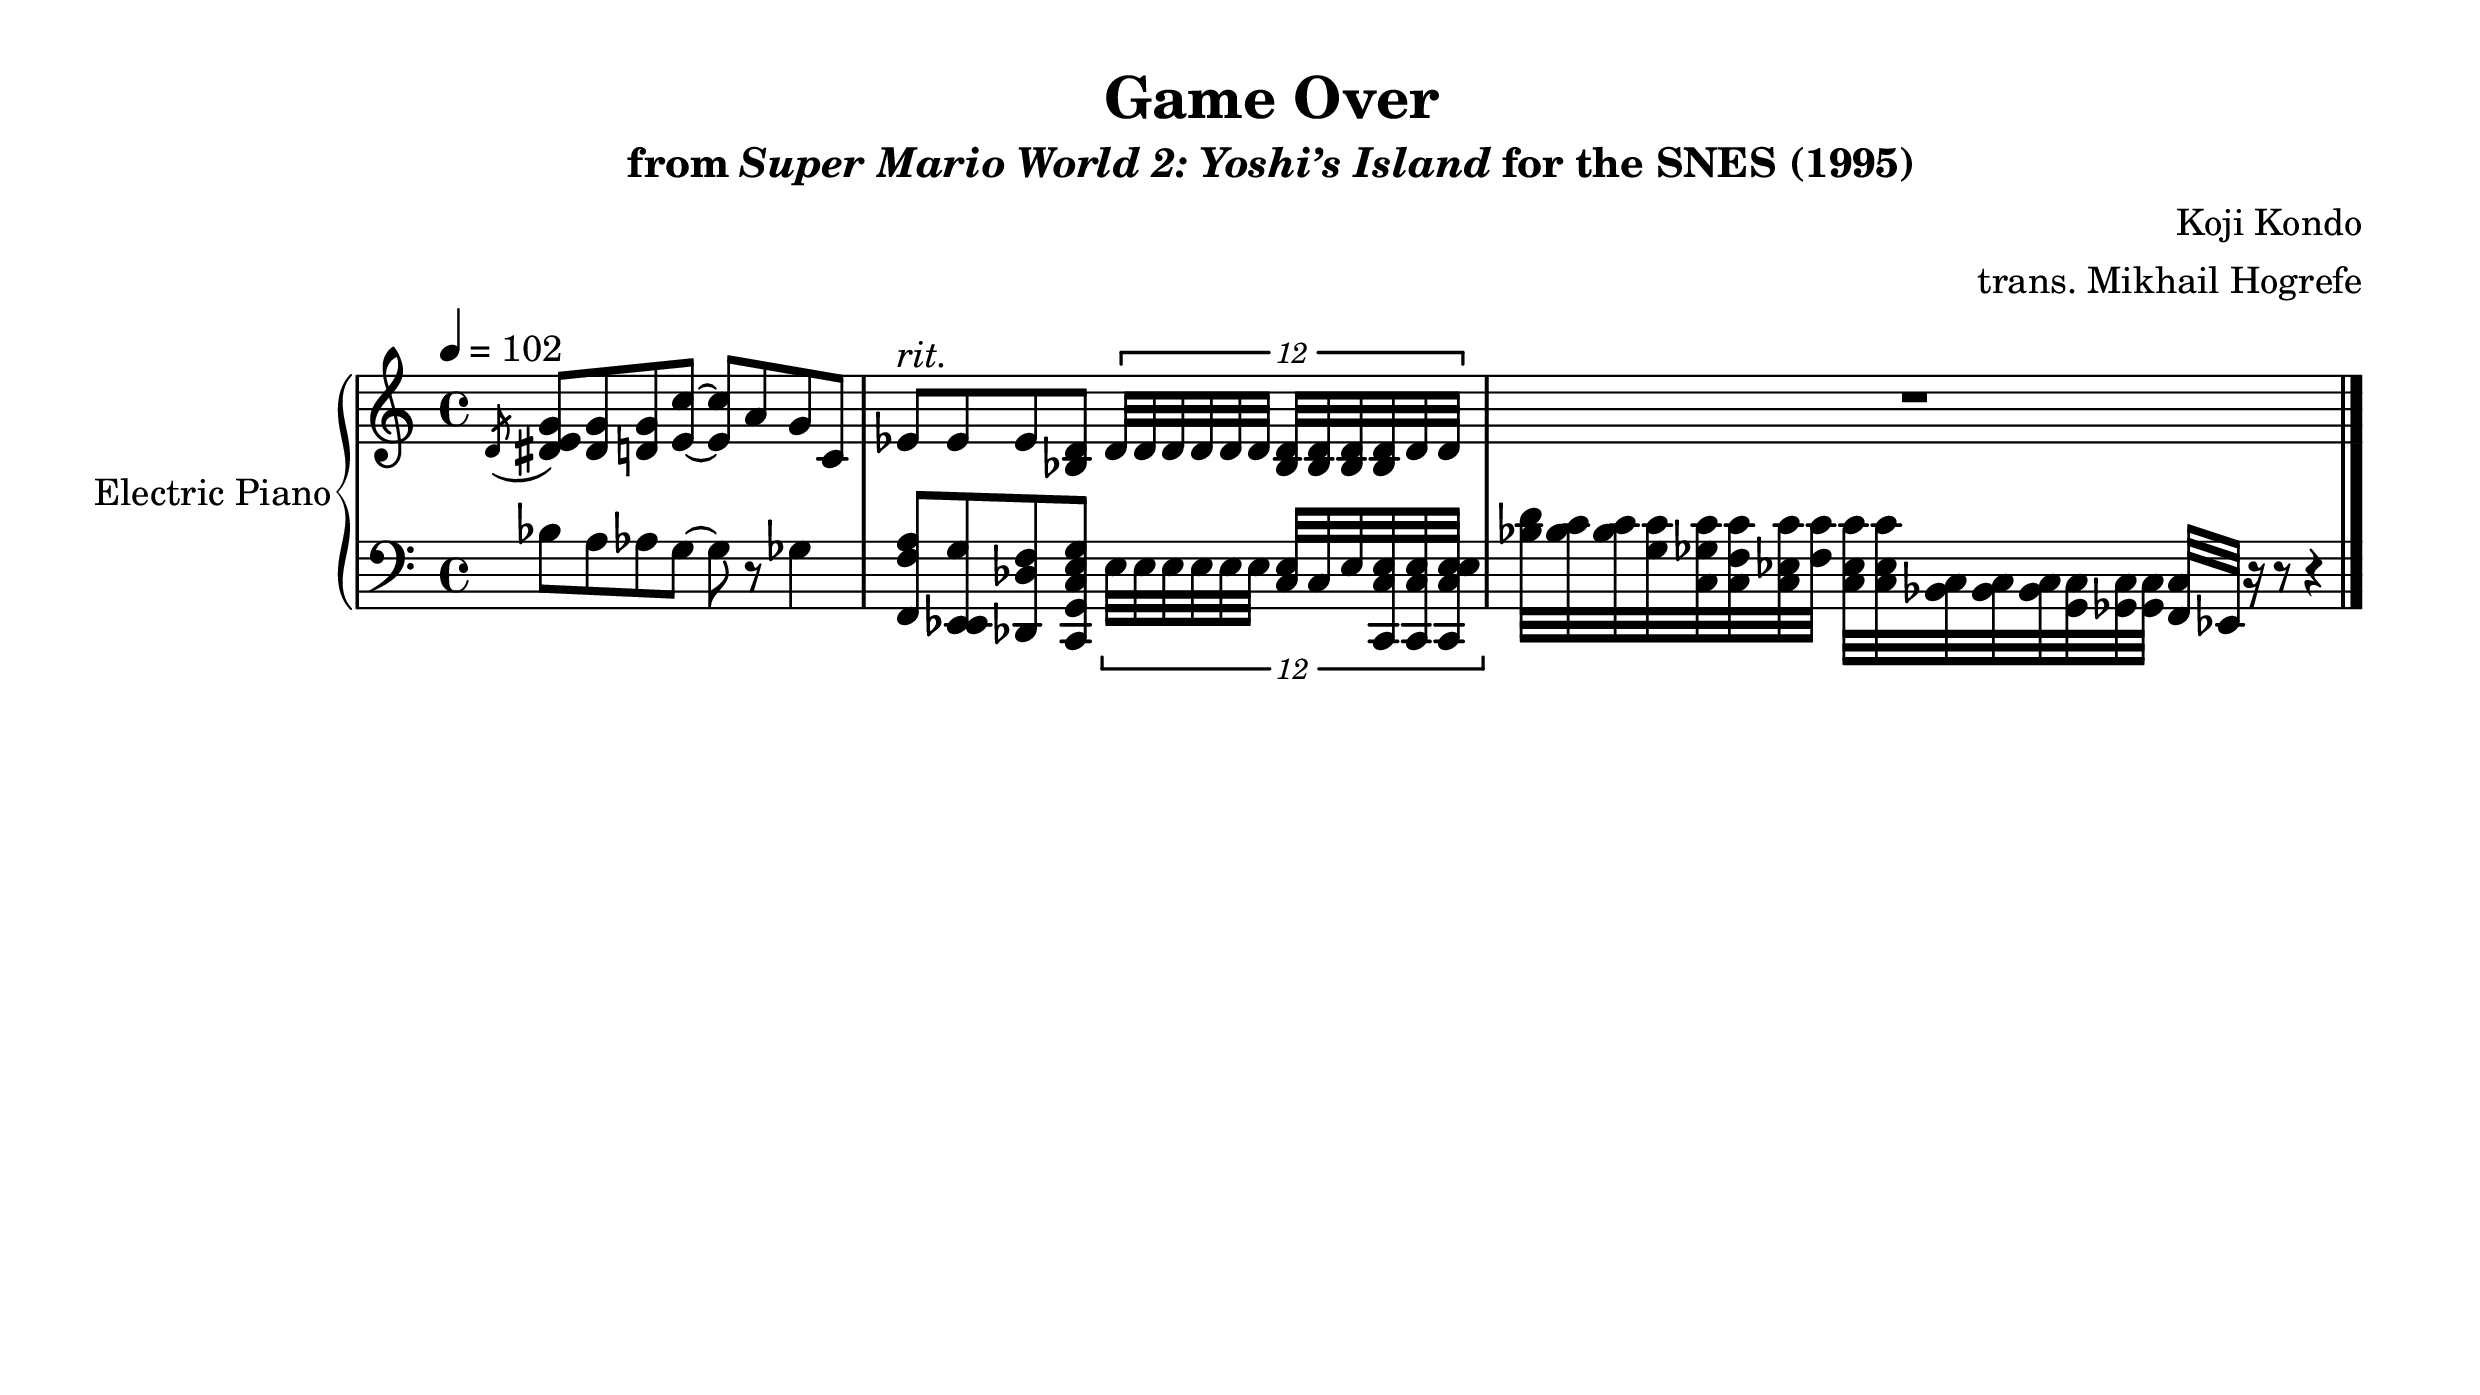 Game Over
from Super Mario World 2: Yoshi’s Island for the SNES (1995)
Koji Kondo
trans. Mikhail Hogrefe
= 102
rit.
12
Electric Piano
12